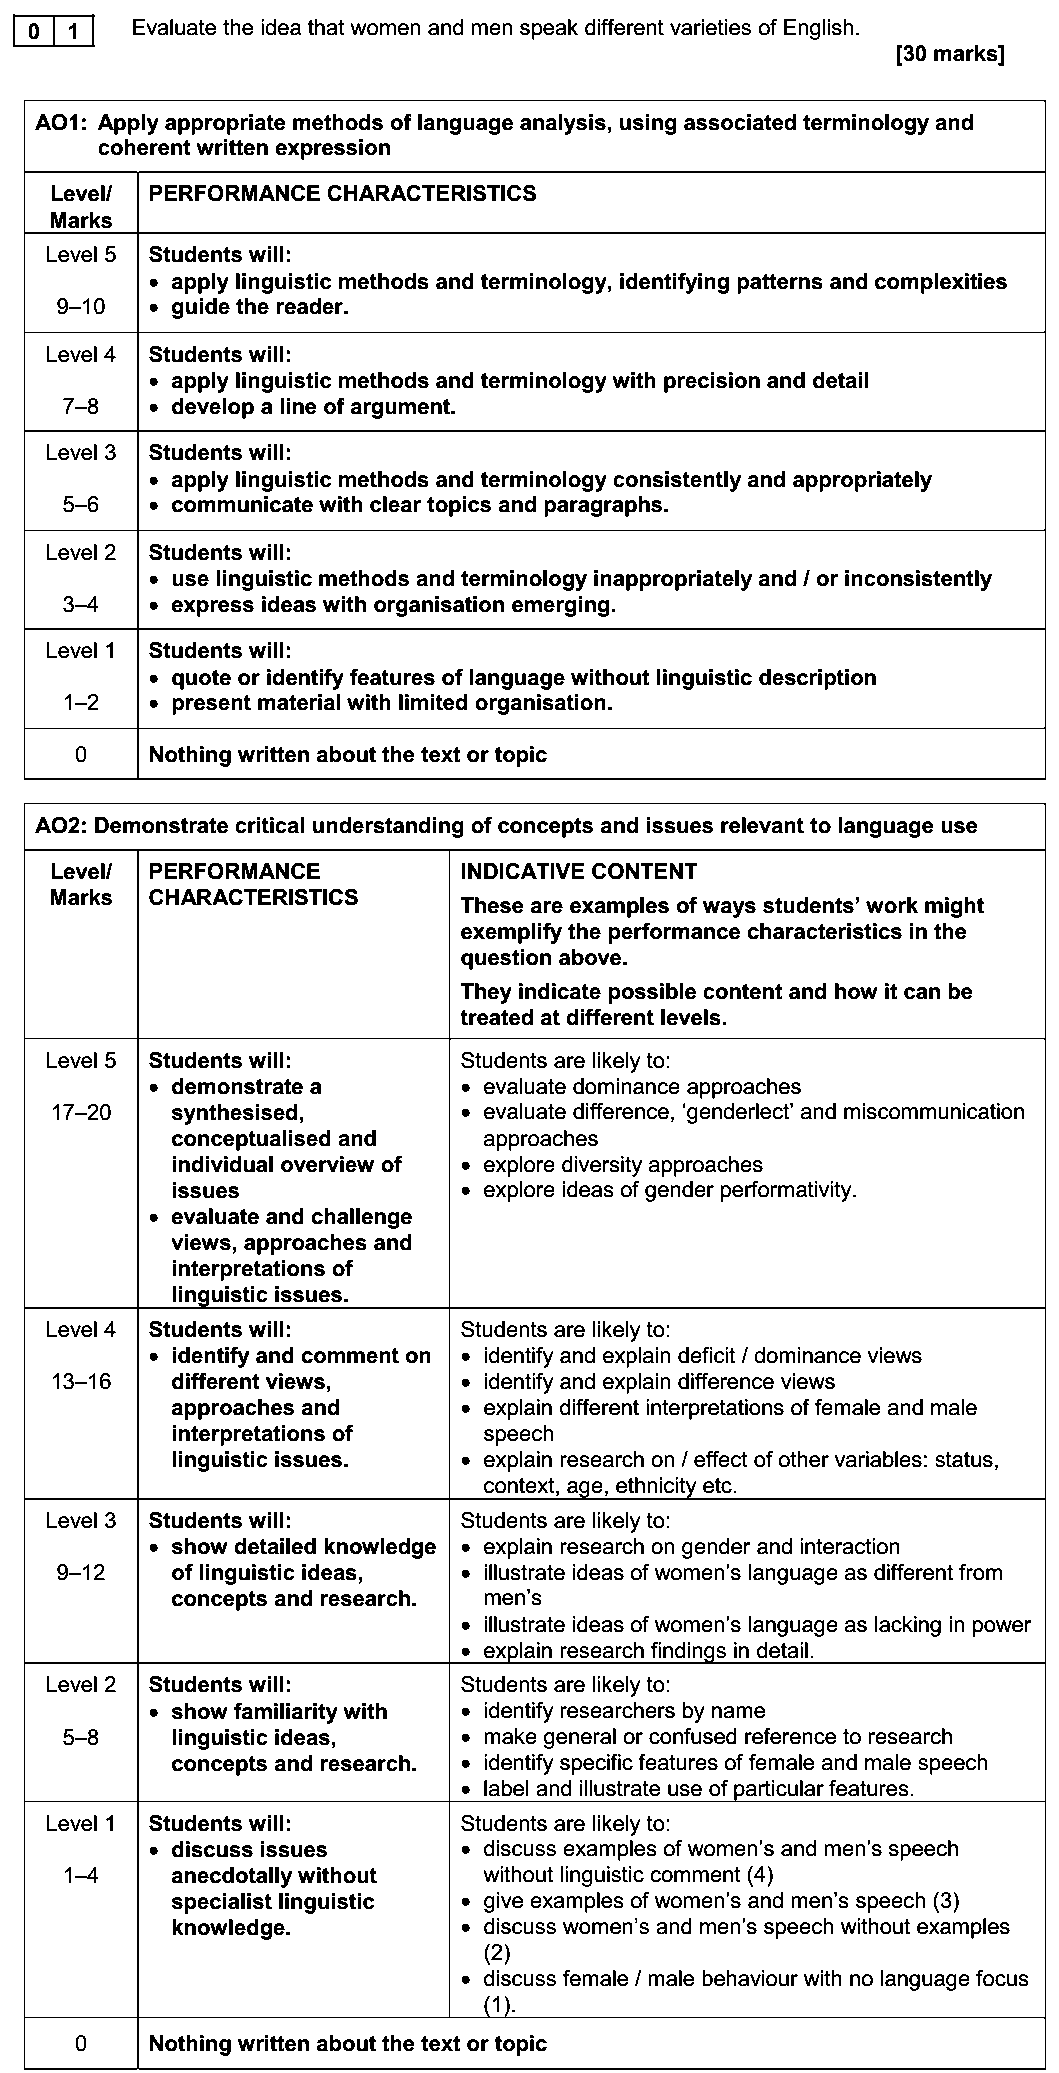 0 1 Evaluate the idea that women and men speak different varieties of English.
[30 marks]
AO1: Apply appropriate methods of language analysis, using associated terminology and
coherent written expression
Level/
Marks
PERFORMANCE CHARACTERISTICS
Level 5
9–10
Students will:
• apply linguistic methods and terminology, identifying patterns and complexities
• guide the reader.
Level 4
7–8
Students will:
• apply linguistic methods and terminology with precision and detail
• develop a line of argument.
Level 3
5–6
Students will:
• apply linguistic methods and terminology consistently and appropriately
• communicate with clear topics and paragraphs.
Level 2
3–4
Students will:
• use linguistic methods and terminology inappropriately and / or inconsistently
• express ideas with organisation emerging.
Level 1
1–2
Students will:
• quote or identify features of language without linguistic description
• present material with limited organisation.
0
Nothing written about the text or topic
AO2: Demonstrate critical understanding of concepts and issues relevant to language use
Level/
Marks
PERFORMANCE
CHARACTERISTICS
INDICATIVE CONTENT
These are examples of ways students’ work might
exemplify the performance characteristics in the
question above.
They indicate possible content and how it can be
treated at different levels.
Level 5
17–20
Students will:
• demonstrate a
synthesised,
conceptualised and
individual overview of
issues
• evaluate and challenge
views, approaches and
interpretations of
linguistic issues.
Students are likely to:
• evaluate dominance approaches
• evaluate difference, ‘genderlect’ and miscommunication
approaches
• explore diversity approaches
• explore ideas of gender performativity.
Level 4
13–16
Students will:
• identify and comment on
different views,
approaches and
interpretations of
linguistic issues.
Students are likely to:
• identify and explain deficit / dominance views
• identify and explain difference views
• explain different interpretations of female and male
speech
• explain research on / effect of other variables: status,
context, age, ethnicity etc.
Level 3
9–12
Students will:
• show detailed knowledge
of linguistic ideas,
concepts and research.
Students are likely to:
• explain research on gender and interaction
• illustrate ideas of women’s language as different from
men’s
• illustrate ideas of women’s language as lacking in power
• explain research findings in detail.
Level 2
5–8
Students will:
• show familiarity with
linguistic ideas,
concepts and research.
Students are likely to:
• identify researchers by name
• make general or confused reference to research
• identify specific features of female and male speech
• label and illustrate use of particular features.
Level 1
1–4
Students will:
• discuss issues
anecdotally without
specialist linguistic
knowledge.
Students are likely to:
• discuss examples of women’s and men’s speech
without linguistic comment (4)
• give examples of women’s and men’s speech (3)
• discuss women’s and men’s speech without examples
(2)
• discuss female / male behaviour with no language focus
(1).
0
Nothing written about the text or topic